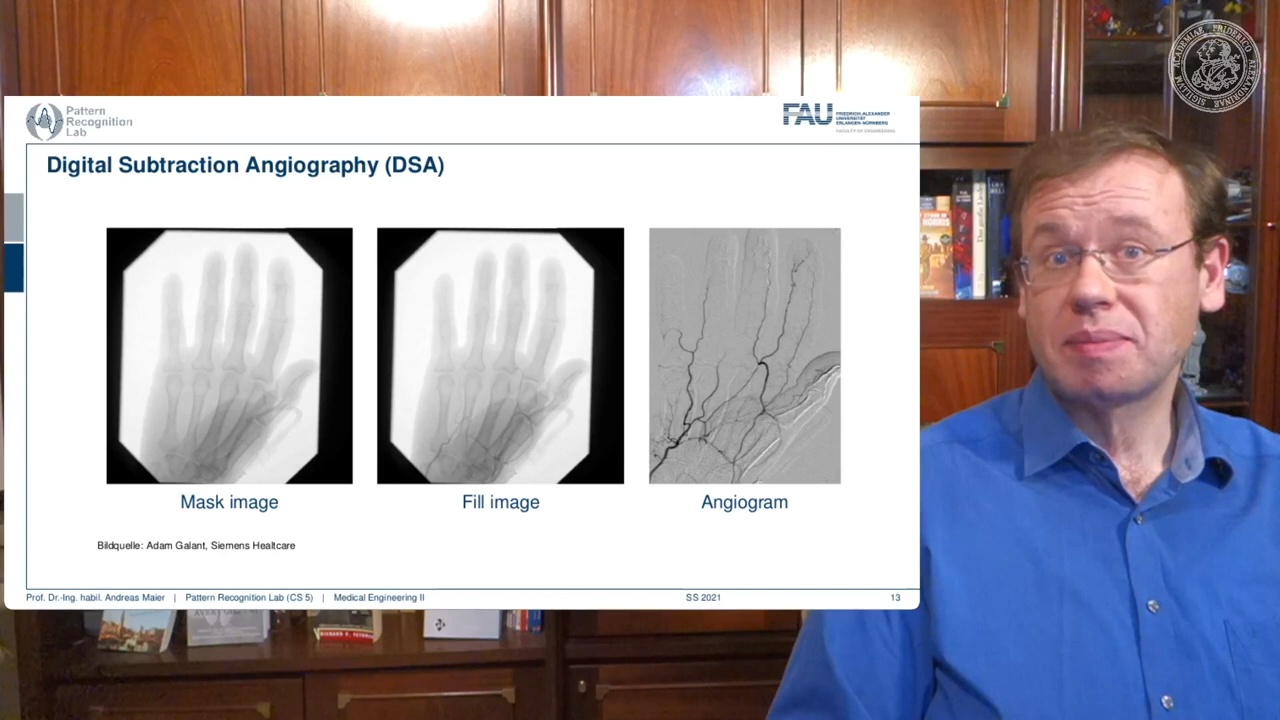 Pattern
Recognition
Lab
FAU
FRIEDRICH-ALEXANDER
UNIVERSITÄT
ERLANGEN-NÜRNBERG
FACULTY OF ENGINEERING
Digital Subtraction Angiography (DSA)
Mask image
Fill image
Angiogram
Bildquelle: Adam Galant, Siemens Healtcare
Prof. Dr.-Ing. habil. Andreas Maier | Pattern Recognition Lab (CS 5) | Medical Engineering II
SS 2021
13